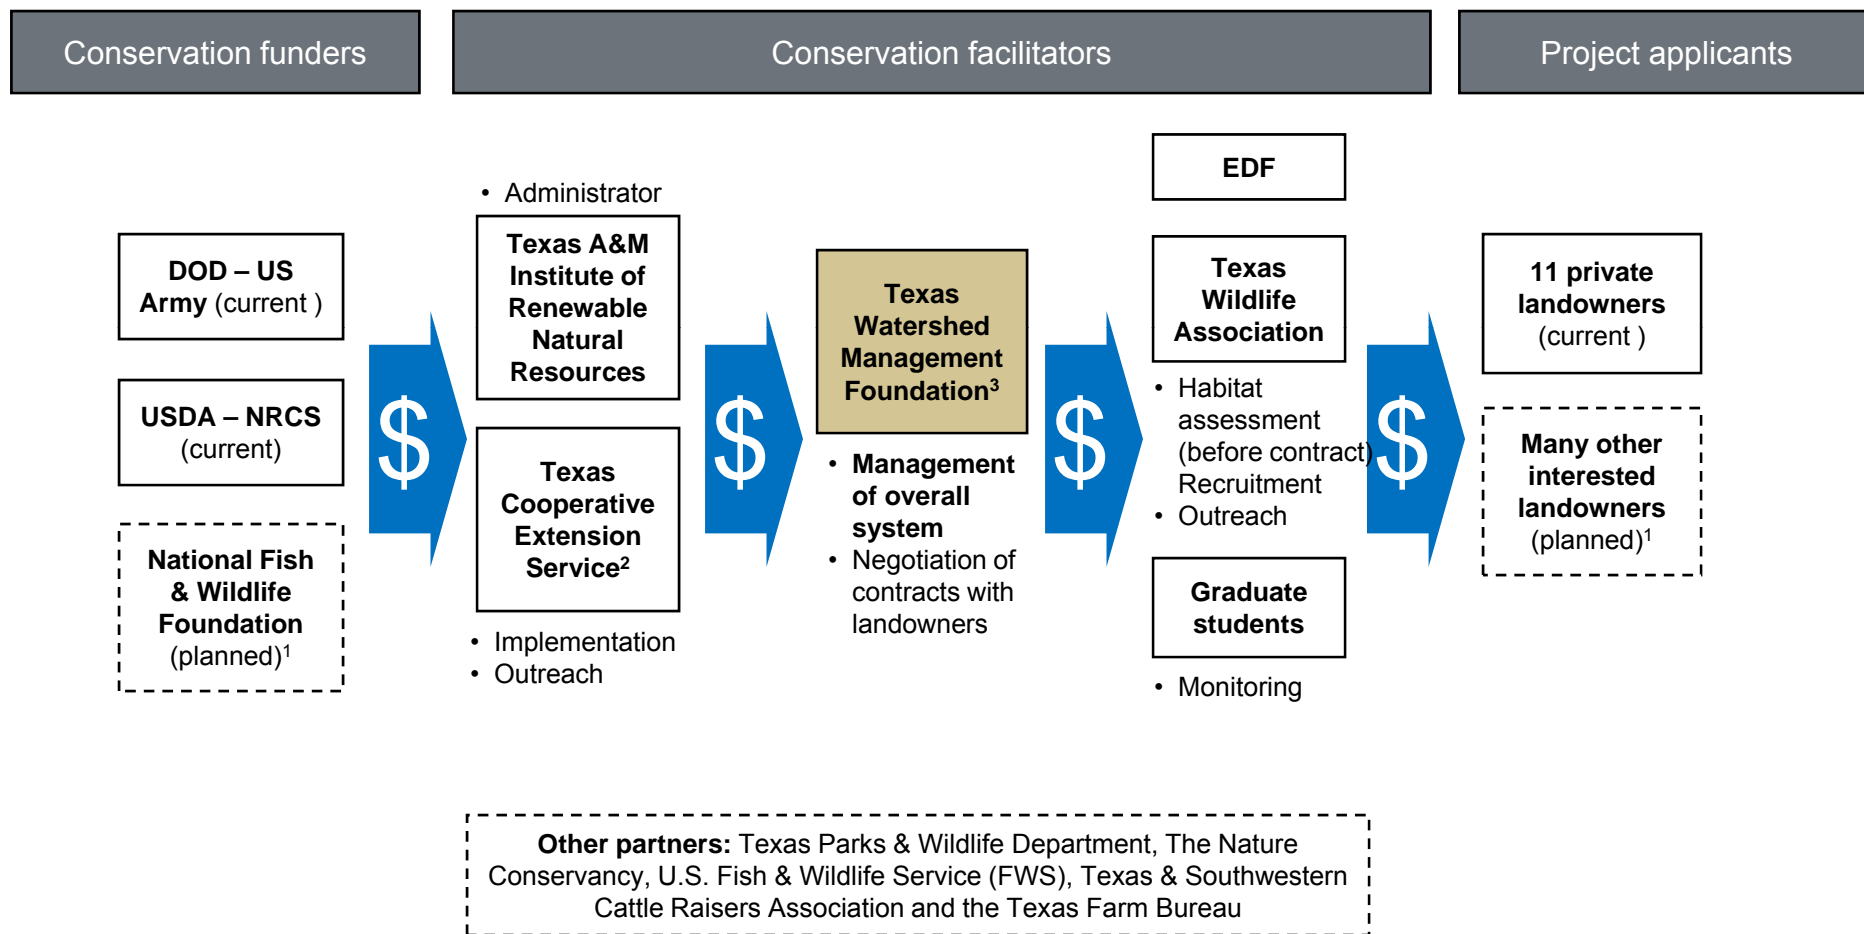 Conservation funders
Conservation facilitators
Project applicants
DOD – US
Army (current )
USDA – NRCS
(current)
National Fish
& Wildlife
Foundation
(planned)1
$
• Administrator
Texas A&M
Institute of
Renewable
Natural
Resources
Texas
Cooperative
Extension
Service2
• Implementation
• Outreach
$
Texas
Watershed
Management
Foundation3
• Management
of overall
system
• Negotiation of
contracts with
landowners
$
EDF
Texas
Wildlife
Association
• Habitat
assessment
(before contract)
Recruitment
• Outreach
Graduate
students
• Monitoring
$
11 private
landowners
(current )
Many other
interested
landowners
(planned)1
Other partners: Texas Parks & Wildlife Department, The Nature
Conservancy, U.S. Fish & Wildlife Service (FWS), Texas & Southwestern
Cattle Raisers Association and the Texas Farm Bureau